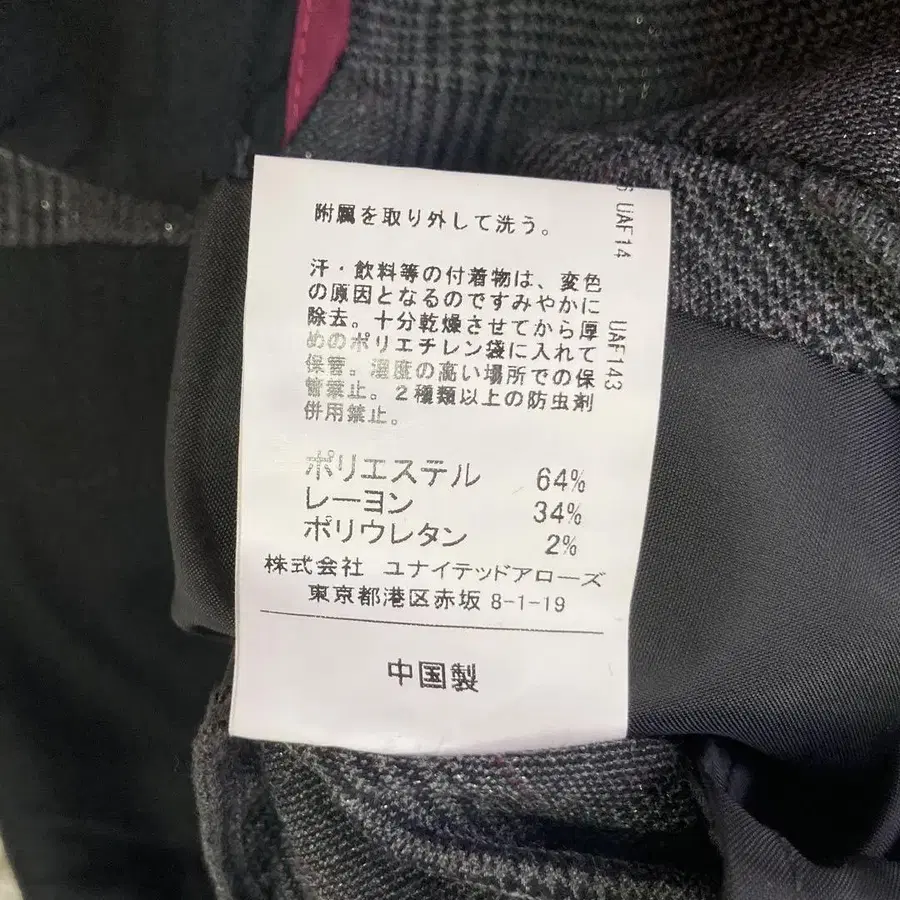 附属を取り外して洗う。
汗・飲料等の付着物は、変色
の原因となるのですみやかに
除去。十分乾燥させてから厚
めのポリエチレン袋に入れて
保管。湿度の高い場所での保
管禁止。2種類以上の防虫剤
併用禁止。
ポリエステル 64%
レーヨン 34%
ポリウレタン 2%
株式会社 ユナイテッドアローズ
東京都港区赤坂 8-1-19
中国製
UAF14
UAF143